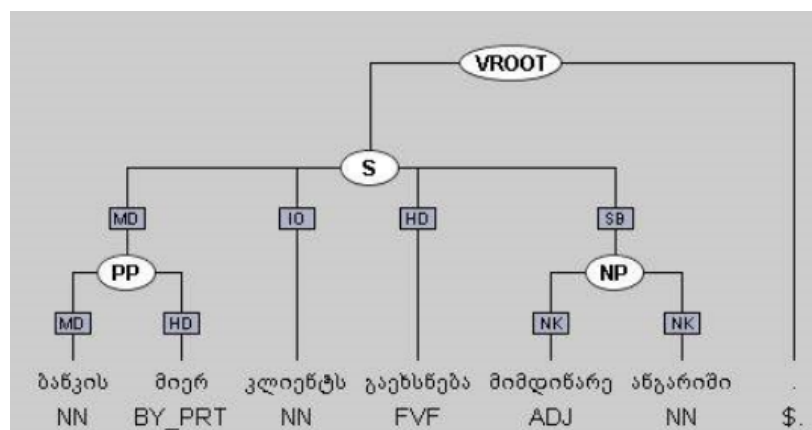 VROOT
S
MD IO HD SB
PP NP
MD HD NK NK
ბანკის მიერ კლიენტს გაეხსნება მიმდინარე ანგარიში .
NN BY_PRT NN FVF ADJ NN $.